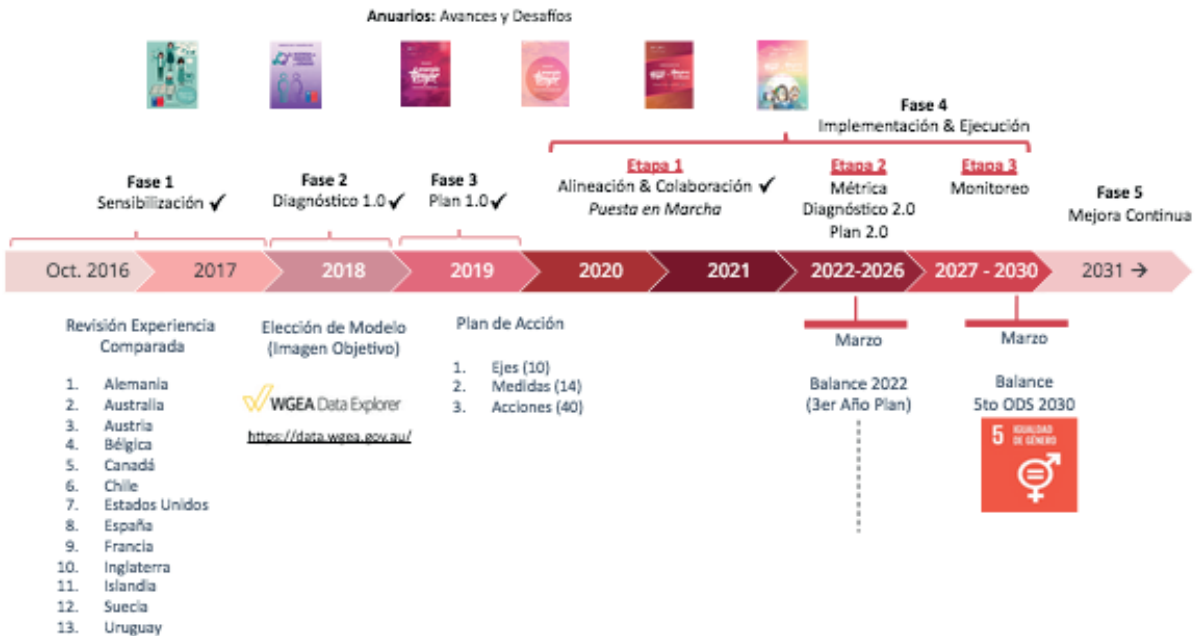 Anuarios: Avances y Desafíos
Fase 4
Implementación & Ejecución
Fase 1
Sensibilización ✓
Fase 2
Diagnóstico 1.0 ✓
Fase 3
Plan 1.0 ✓
Etapa 1
Alineación & Colaboración ✓
Puesta en Marcha
Etapa 2
Métrica
Diagnóstico 2.0
Plan 2.0
Etapa 3
Monitoreo
Fase 5
Mejora Continua
Oct. 2016
2017
2018
2019
2020
2021
2022-2026
2027 - 2030
2031 →
Revisión Experiencia
Comparada
1. Alemania
2. Australia
3. Austria
4. Bélgica
5. Canadá
6. Chile
7. Estados Unidos
8. España
9. Francia
10. Inglaterra
11. Islandia
12. Suecia
13. Uruguay
Elección de Modelo
(Imagen Objetivo)
WGEA Data Explorer
https://data.wgea.gov.au/
Plan de Acción
1. Ejes (10)
2. Medidas (14)
3. Acciones (40)
Marzo
Balance 2022
(3er Año Plan)
Marzo
Balance
5to ODS 2030
5 IGUALDAD
DE GÉNERO